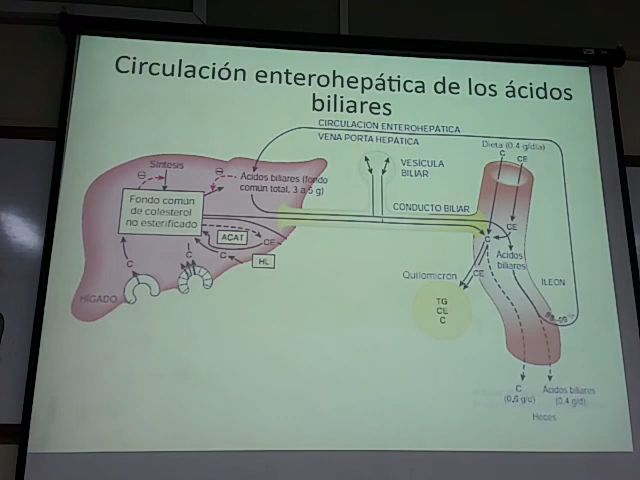 Circulación enterohepática de los ácidos
biliares
CIRCULACIÓN ENTEROHEPÁTICA
VENA PORTA HEPÁTICA
Dieta (0.4 g/día)
C
CE
Síntesis
Θ
Θ
Ácidos biliares (fondo
común total, 3 a 5 g)
VESÍCULA
BILIAR
Fondo común
de colesterol
no esterificado
CONDUCTO BILIAR
CE
ACAT
CE
C
C
C
HL
C
Ácidos
biliares
Quilomicron
CE
ILEON
HÍGADO
TG
CE
C
C
(0,6 g/d)
Ácidos biliares
(0.4 g/d)
Heces